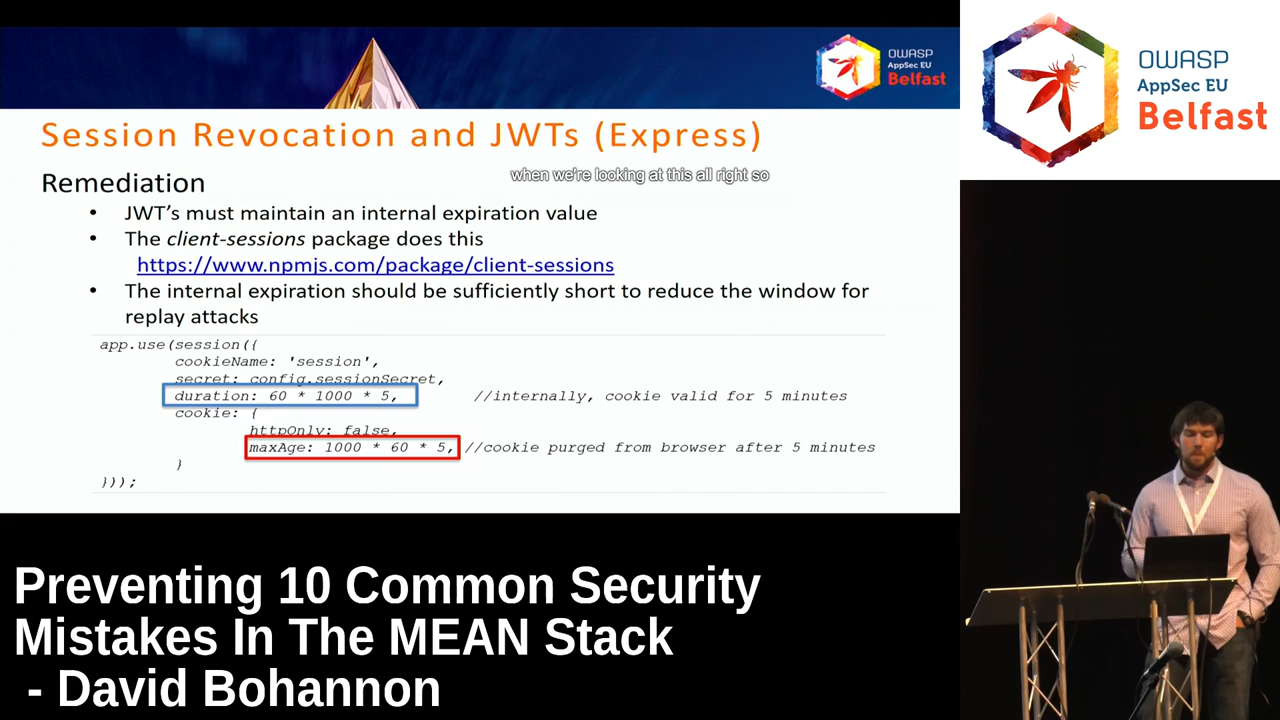 OWASP
AppSec EU
Belfast
OWASP
AppSec EU
Belfast
Session Revocation and JWTs (Express)
when we're looking at this all right so
Remediation
• JWT's must maintain an internal expiration value
• The client-sessions package does this
https://www.npmjs.com/package/client-sessions
• The internal expiration should be sufficiently short to reduce the window for
replay attacks
app.use(session({
cookieName: 'session',
secret: config.sessionSecret,
duration: 60 * 1000 * 5, //internally, cookie valid for 5 minutes
cookie: {
httpOnly: false,
maxAge: 1000 * 60 * 5, //cookie purged from browser after 5 minutes
}
}));
Preventing 10 Common Security
Mistakes In The MEAN Stack
- David Bohannon